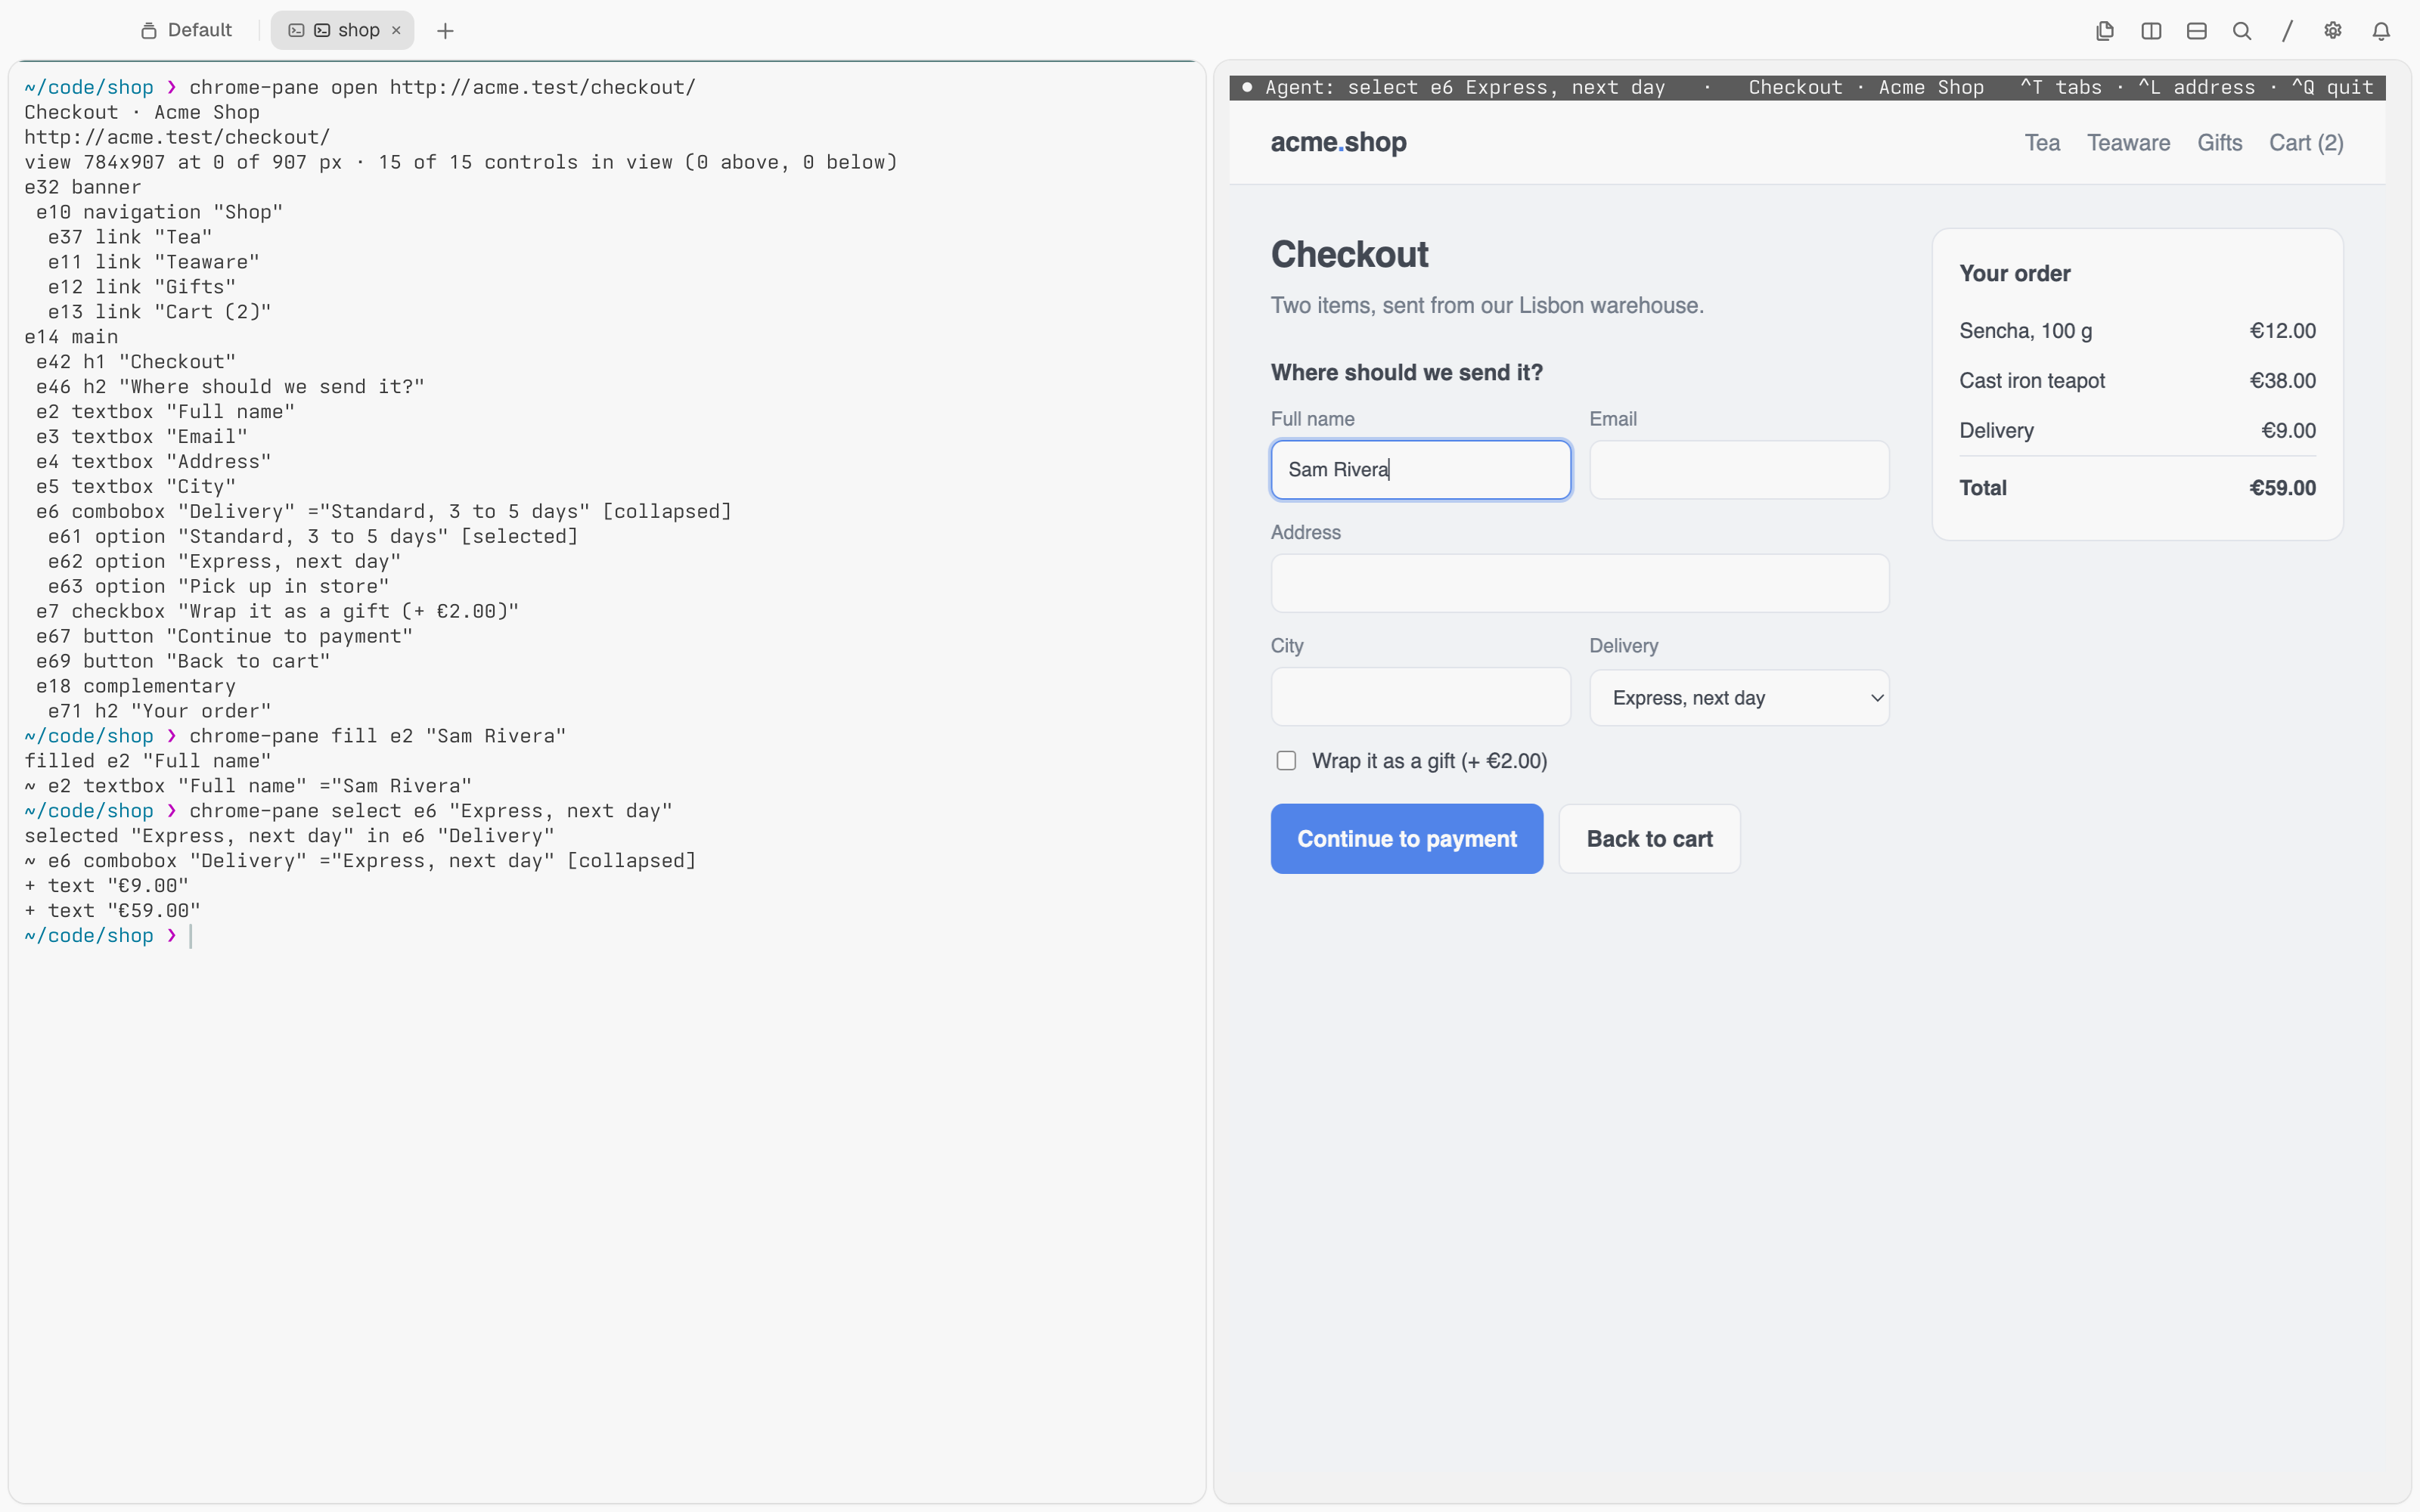 Default
shop
~/code/shop ❯ chrome-pane open http://acme.test/checkout/
Checkout · Acme Shop
http://acme.test/checkout/
view 784x907 at 0 of 907 px · 15 of 15 controls in view (0 above, 0 below)
e32 banner
e10 navigation "Shop"
e37 link "Tea"
e11 link "Teaware"
e12 link "Gifts"
e13 link "Cart (2)"
e14 main
e42 h1 "Checkout"
e46 h2 "Where should we send it?"
e2 textbox "Full name"
e3 textbox "Email"
e4 textbox "Address"
e5 textbox "City"
e6 combobox "Delivery" ="Standard, 3 to 5 days" [collapsed]
e61 option "Standard, 3 to 5 days" [selected]
e62 option "Express, next day"
e63 option "Pick up in store"
e7 checkbox "Wrap it as a gift (+ €2.00)"
e67 button "Continue to payment"
e69 button "Back to cart"
e18 complementary
e71 h2 "Your order"
~/code/shop ❯ chrome-pane fill e2 "Sam Rivera"
filled e2 "Full name"
~ e2 textbox "Full name" ="Sam Rivera"
~/code/shop ❯ chrome-pane select e6 "Express, next day"
selected "Express, next day" in e6 "Delivery"
~ e6 combobox "Delivery" ="Express, next day" [collapsed]
+ text "€9.00"
+ text "€59.00"
~/code/shop ❯
● Agent: select e6 Express, next day · Checkout · Acme Shop ^T tabs · ^L address · ^Q quit
acme.shop
Tea Teaware Gifts Cart (2)
Checkout
Two items, sent from our Lisbon warehouse.
Where should we send it?
Full name Email
Sam Rivera
Address
City Delivery
Express, next day
Wrap it as a gift (+ €2.00)
Continue to payment Back to cart
Your order
Sencha, 100 g €12.00
Cast iron teapot €38.00
Delivery €9.00
Total €59.00